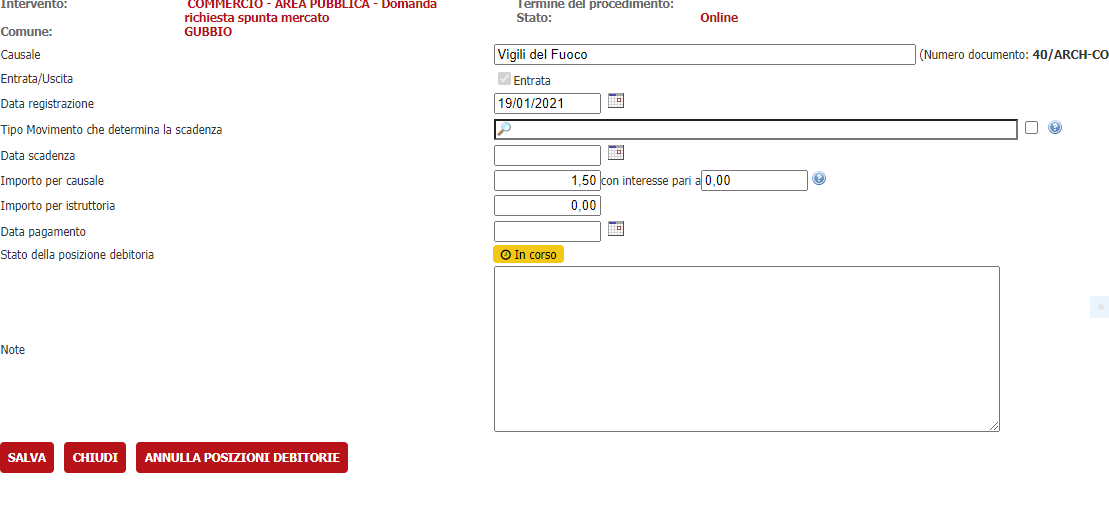 Intervento: COMMERCIO - AREA PUBBLICA - Domanda Termine del procedimento:
richiesta spunta mercato Stato: Online
Comune: GUBBIO
Causale Vigili del Fuoco (Numero documento: 40/ARCH-CO
Entrata/Uscita Entrata
Data registrazione 19/01/2021
Tipo Movimento che determina la scadenza
Data scadenza
Importo per causale 1,50 con interesse pari a 0,00
Importo per istruttoria 0,00
Data pagamento
Stato della posizione debitoria In corso
Note
SALVA CHIUDI ANNULLA POSIZIONI DEBITORIE